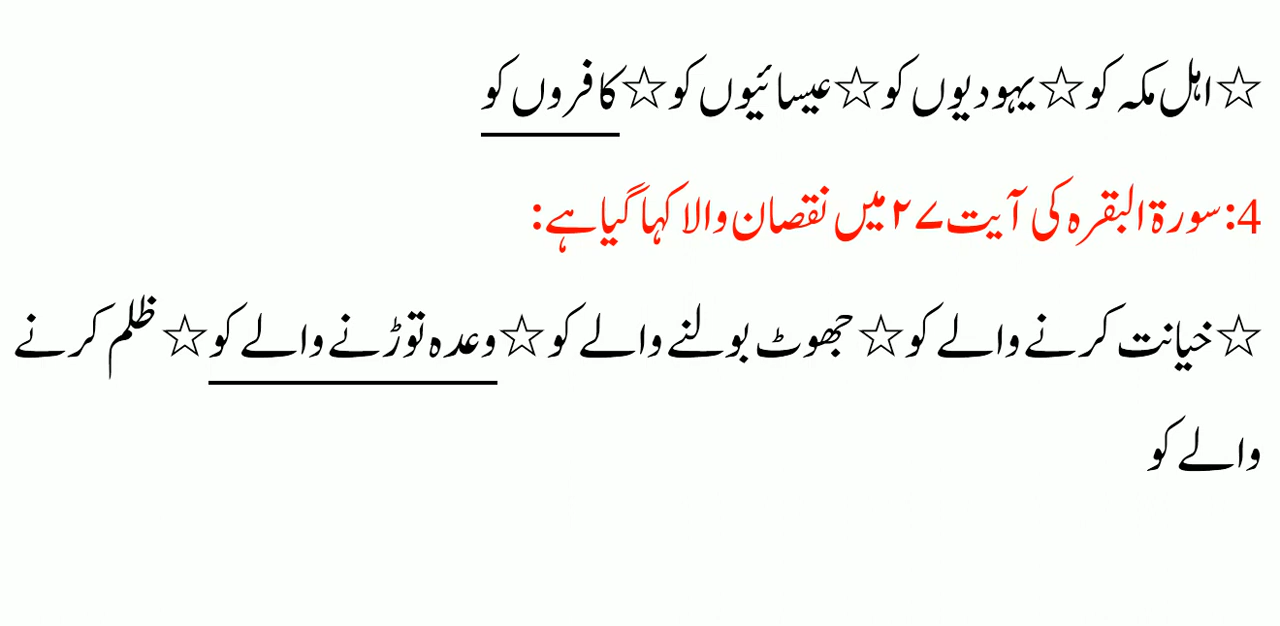 ☆اہل مکہ کو☆یہودیوں کو☆عیسائیوں کو☆کافروں کو
4: سورۃ البقرہ کی آیت ۲۷ میں نقصان والا کہا گیا ہے:
☆خیانت کرنے والے کو☆جھوٹ بولنے والے کو☆وعدہ توڑنے والے کو☆ظلم کرنے
والے کو